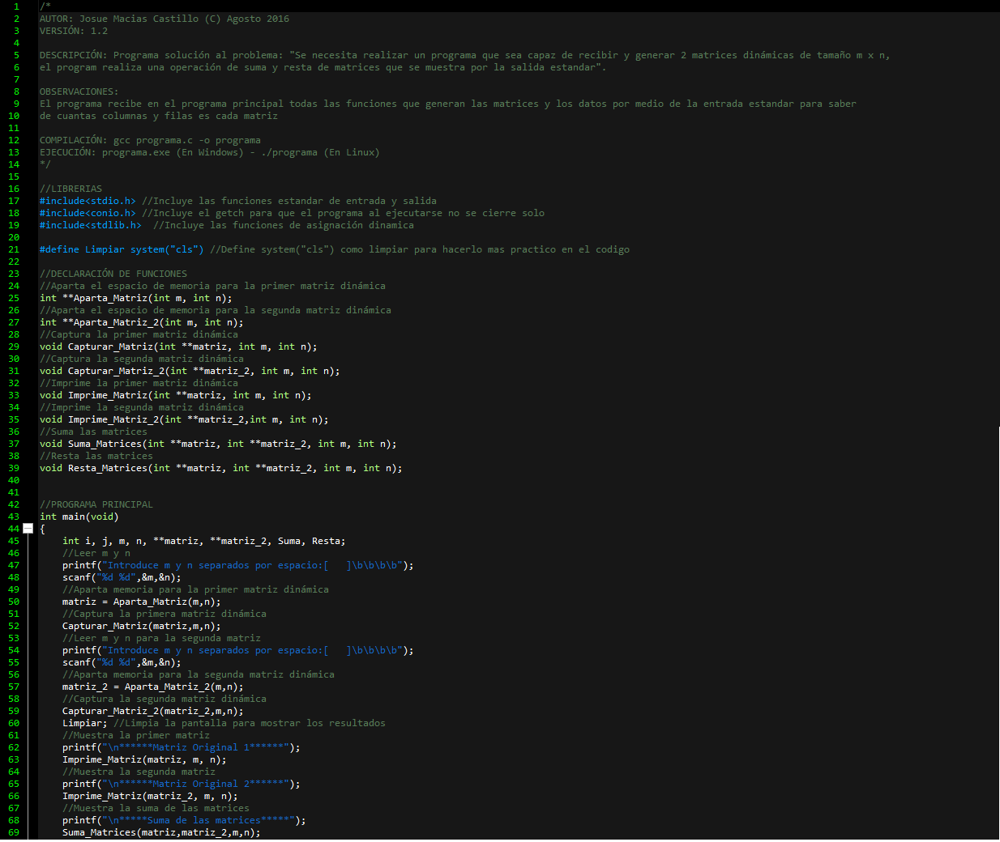 1 /*
2 AUTOR: Josue Macias Castillo (C) Agosto 2016
3 VERSIÓN: 1.2
4
5 DESCRIPCIÓN: Programa solución al problema: "Se necesita realizar un programa que sea capaz de recibir y generar 2 matrices dinámicas de tamaño m x n,
6 el program realiza una operación de suma y resta de matrices que se muestra por la salida estandar".
7
8 OBSERVACIONES:
9 El programa recibe en el programa principal todas las funciones que generan las matrices y los datos por medio de la entrada estandar para saber
10 de cuantas columnas y filas es cada matriz
11
12 COMPILACIÓN: gcc programa.c -o programa
13 EJECUCIÓN: programa.exe (En Windows) - ./programa (En Linux)
14 */
15
16 //LIBRERIAS
17 #include<stdio.h> //Incluye las funciones estandar de entrada y salida
18 #include<conio.h> //Incluye el getch para que el programa al ejecutarse no se cierre solo
19 #include<stdlib.h>  //Incluye las funciones de asignación dinamica
20
21 #define Limpiar system("cls") //Define system("cls") como limpiar para hacerlo mas practico en el codigo
22
23 //DECLARACIÓN DE FUNCIONES
24 //Aparta el espacio de memoria para la primer matriz dinámica
25 int **Aparta_Matriz(int m, int n);
26 //Aparta el espacio de memoria para la segunda matriz dinámica
27 int **Aparta_Matriz_2(int m, int n);
28 //Captura la primer matriz dinámica
29 void Capturar_Matriz(int **matriz, int m, int n);
30 //Captura la segunda matriz dinámica
31 void Capturar_Matriz_2(int **matriz_2, int m, int n);
32 //Imprime la primer matriz dinámica
33 void Imprime_Matriz(int **matriz, int m, int n);
34 //Imprime la segunda matriz dinámica
35 void Imprime_Matriz_2(int **matriz_2,int m, int n);
36 //Suma las matrices
37 void Suma_Matrices(int **matriz, int **matriz_2, int m, int n);
38 //Resta las matrices
39 void Resta_Matrices(int **matriz, int **matriz_2, int m, int n);
40
41
42 //PROGRAMA PRINCIPAL
43 int main(void)
44 {
45     int i, j, m, n, **matriz, **matriz_2, Suma, Resta;
46     //Leer m y n
47     printf("Introduce m y n separados por espacio:[   ]\b\b\b\b");
48     scanf("%d %d",&m,&n);
49     //Aparta memoria para la primer matriz dinámica
50     matriz = Aparta_Matriz(m,n);
51     //Captura la primera matriz dinámica
52     Capturar_Matriz(matriz,m,n);
53     //Leer m y n para la segunda matriz
54     printf("Introduce m y n separados por espacio:[   ]\b\b\b\b");
55     scanf("%d %d",&m,&n);
56     //Aparta memoria para la segunda matriz dinámica
57     matriz_2 = Aparta_Matriz_2(m,n);
58     //Captura la segunda matriz dinámica
59     Capturar_Matriz_2(matriz_2,m,n);
60     Limpiar; //Limpia la pantalla para mostrar los resultados
61     //Muestra la primer matriz
62     printf("\n******Matriz Original 1******");
63     Imprime_Matriz(matriz, m, n);
64     //Muestra la segunda matriz
65     printf("\n******Matriz Original 2******");
66     Imprime_Matriz(matriz_2, m, n);
67     //Muestra la suma de las matrices
68     printf("\n*****Suma de las matrices*****");
69     Suma_Matrices(matriz,matriz_2,m,n);